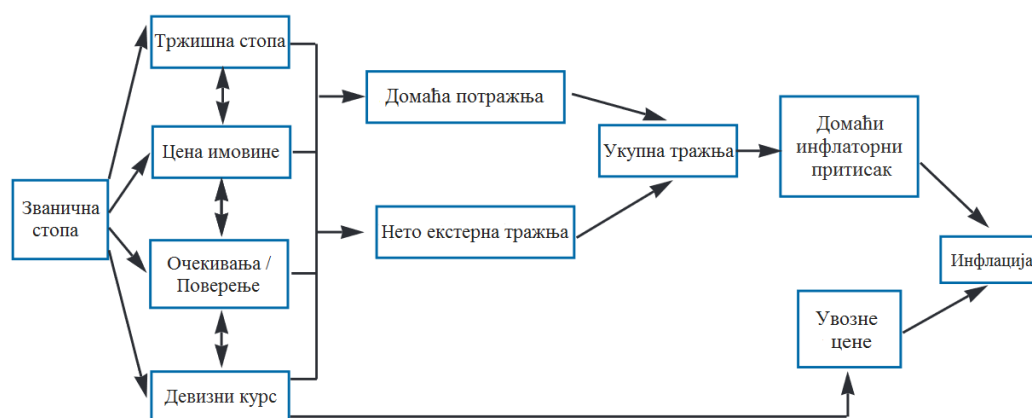 Тржишна стопа
Домаћа потражња
Домаћи
инфлаторни
притисак
Цена имовине
Укупна тражња
Званична
стопа
Нето екстерна тражња
Очекивања /
Поверење
Инфлација
Увозне
цене
Девизни курс